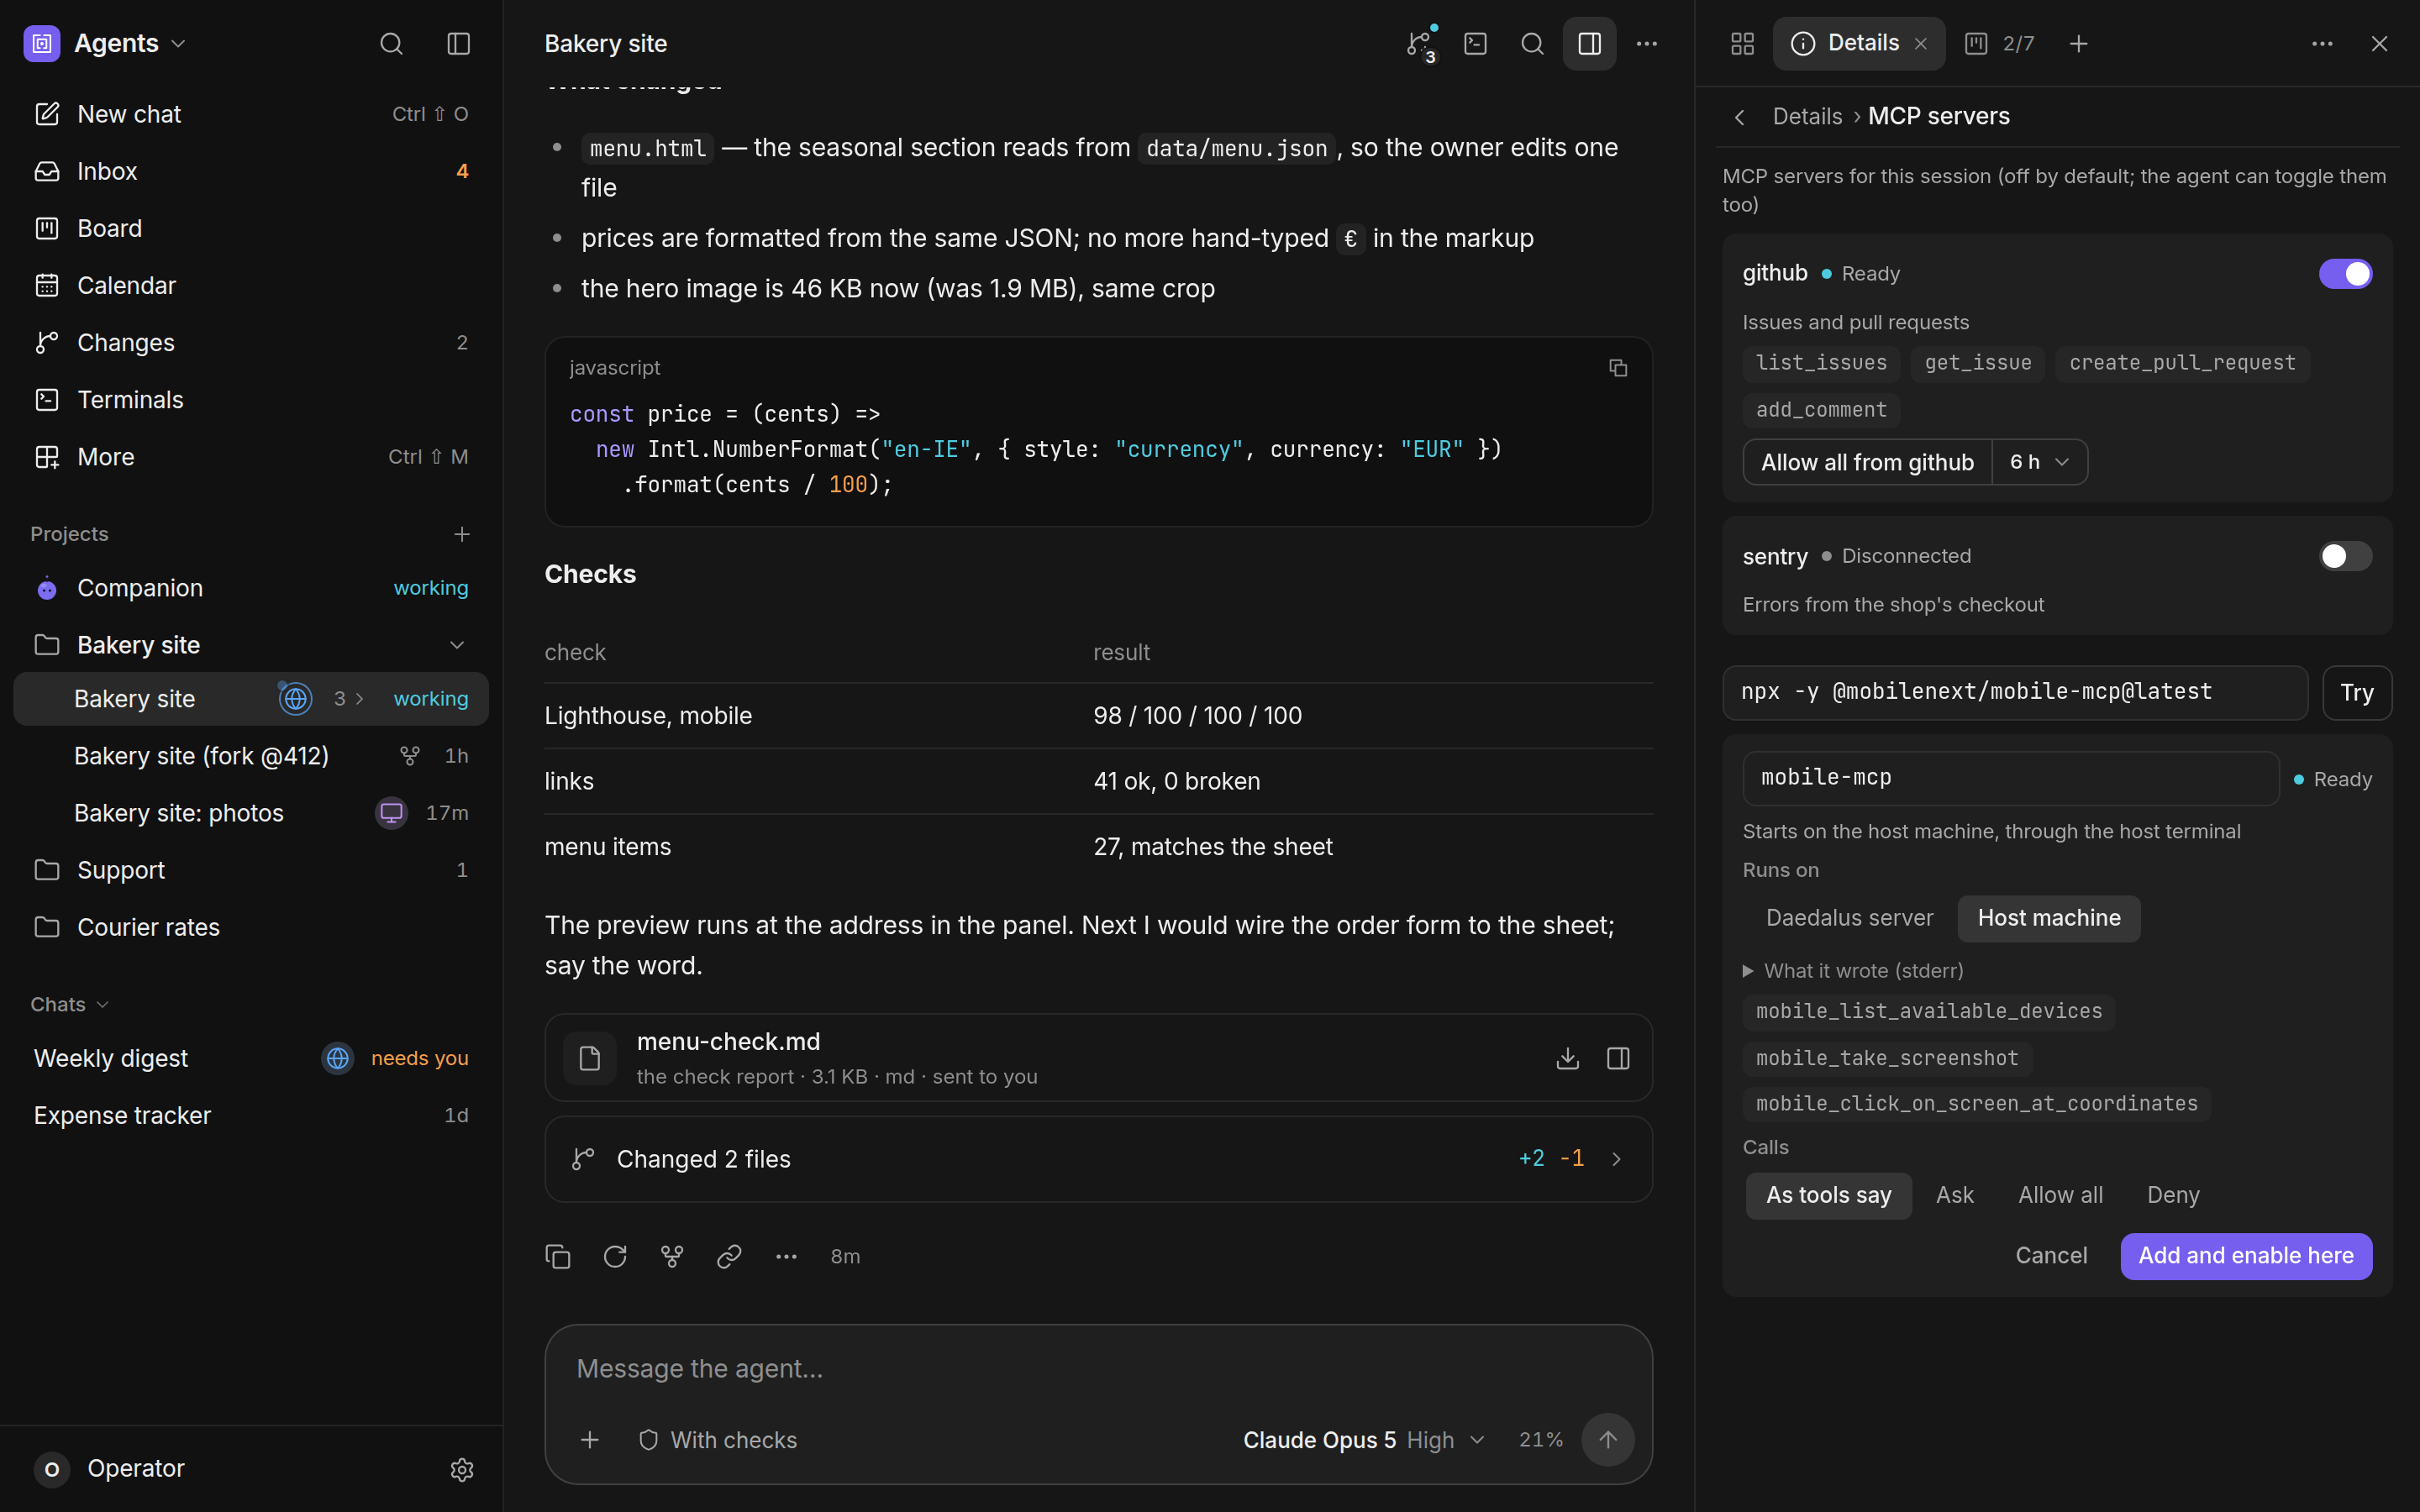 Agents
New chat Ctrl ⇧ O
Inbox 4
Board
Calendar
Changes 2
Terminals
More Ctrl ⇧ M
Projects
Companion working
Bakery site
Bakery site 3 working
Bakery site (fork @412) 1h
Bakery site: photos 17m
Support 1
Courier rates
Chats
Weekly digest needs you
Expense tracker 1d
O Operator
Bakery site
3
What changed
menu.html — the seasonal section reads from data/menu.json, so the owner edits one
file
prices are formatted from the same JSON; no more hand-typed € in the markup
the hero image is 46 KB now (was 1.9 MB), same crop
javascript
const price = (cents) =>
new Intl.NumberFormat("en-IE", { style: "currency", currency: "EUR" })
.format(cents / 100);
Checks
check result
Lighthouse, mobile 98 / 100 / 100 / 100
links 41 ok, 0 broken
menu items 27, matches the sheet
The preview runs at the address in the panel. Next I would wire the order form to the sheet;
say the word.
menu-check.md
the check report · 3.1 KB · md · sent to you
Changed 2 files +2 -1
8m
Message the agent...
With checks Claude Opus 5 High 21%
Details 2/7
Details › MCP servers
MCP servers for this session (off by default; the agent can toggle them
too)
github Ready
Issues and pull requests
list_issues get_issue create_pull_request
add_comment
Allow all from github 6 h
sentry Disconnected
Errors from the shop's checkout
npx -y @mobilenext/mobile-mcp@latest Try
mobile-mcp Ready
Starts on the host machine, through the host terminal
Runs on
Daedalus server Host machine
What it wrote (stderr)
mobile_list_available_devices
mobile_take_screenshot
mobile_click_on_screen_at_coordinates
Calls
As tools say Ask Allow all Deny
Cancel Add and enable here